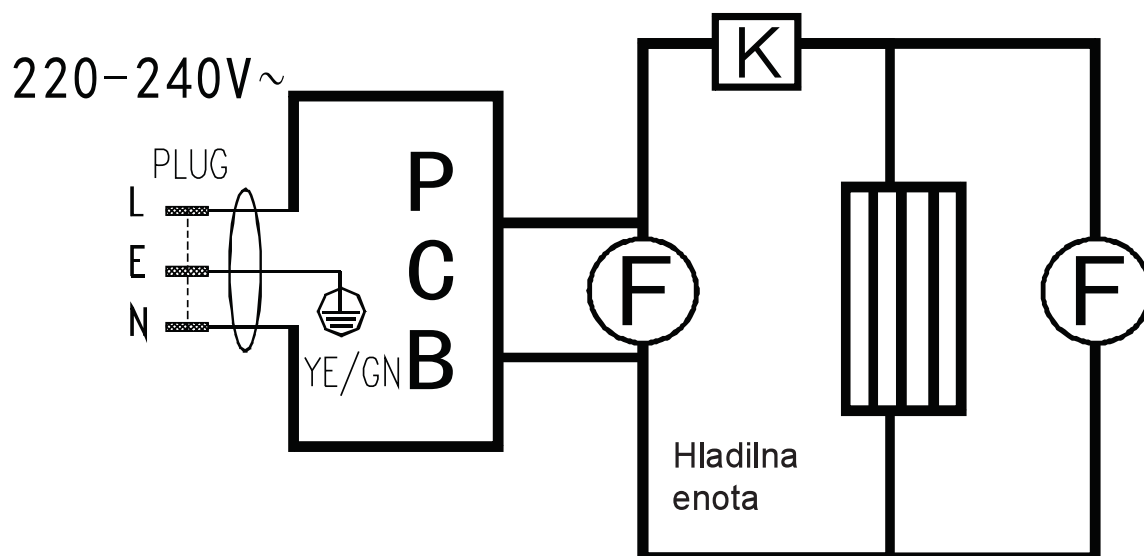 220-240V~
PLUG
L
E
N
YE/GN
P
C
B
K
F
F
Hladilna
enota